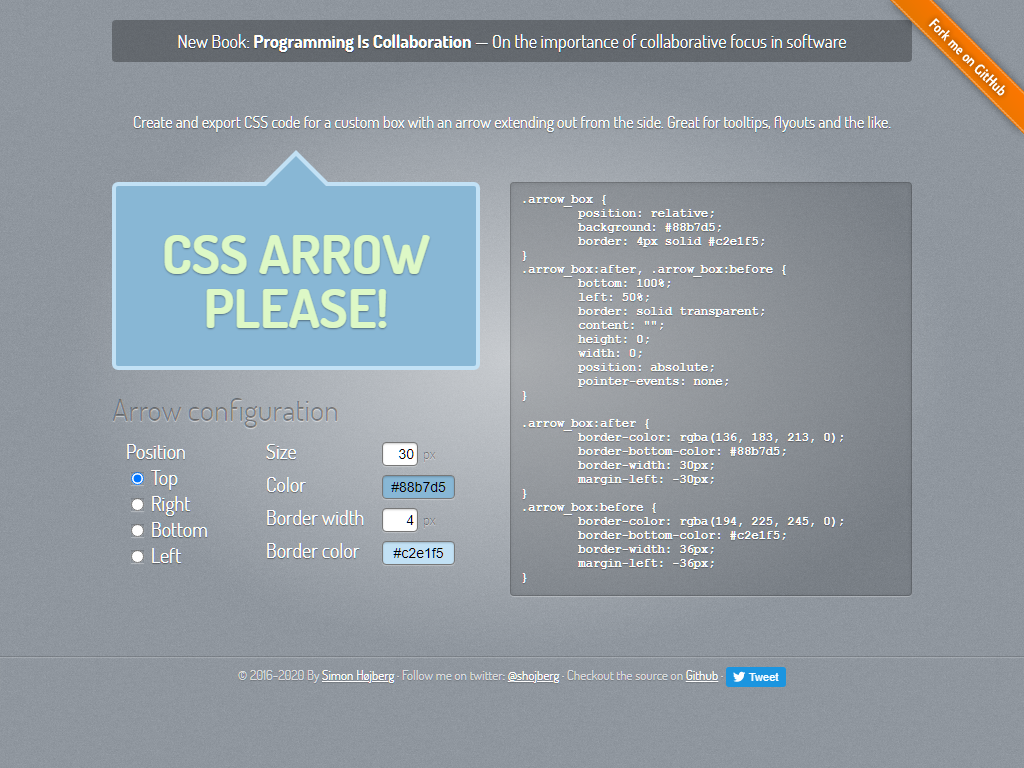 New Book: Programming Is Collaboration — On the importance of collaborative focus in software
Fork me on GitHub
Create and export CSS code for a custom box with an arrow extending out from the side. Great for tooltips, flyouts and the like.
CSS ARROW
PLEASE!
Arrow configuration
Position
Top
Right
Bottom
Left
Size 30 px
Color #88b7d5
Border width 4 px
Border color #c2e1f5
.arrow_box {
	position: relative;
	background: #88b7d5;
	border: 4px solid #c2e1f5;
}
.arrow_box:after, .arrow_box:before {
	bottom: 100%;
	left: 50%;
	border: solid transparent;
	content: "";
	height: 0;
	width: 0;
	position: absolute;
	pointer-events: none;
}

.arrow_box:after {
	border-color: rgba(136, 183, 213, 0);
	border-bottom-color: #88b7d5;
	border-width: 30px;
	margin-left: -30px;
}
.arrow_box:before {
	border-color: rgba(194, 225, 245, 0);
	border-bottom-color: #c2e1f5;
	border-width: 36px;
	margin-left: -36px;
}
© 2016-2020 By Simon Højberg · Follow me on twitter: @shojberg · Checkout the source on Github · Tweet